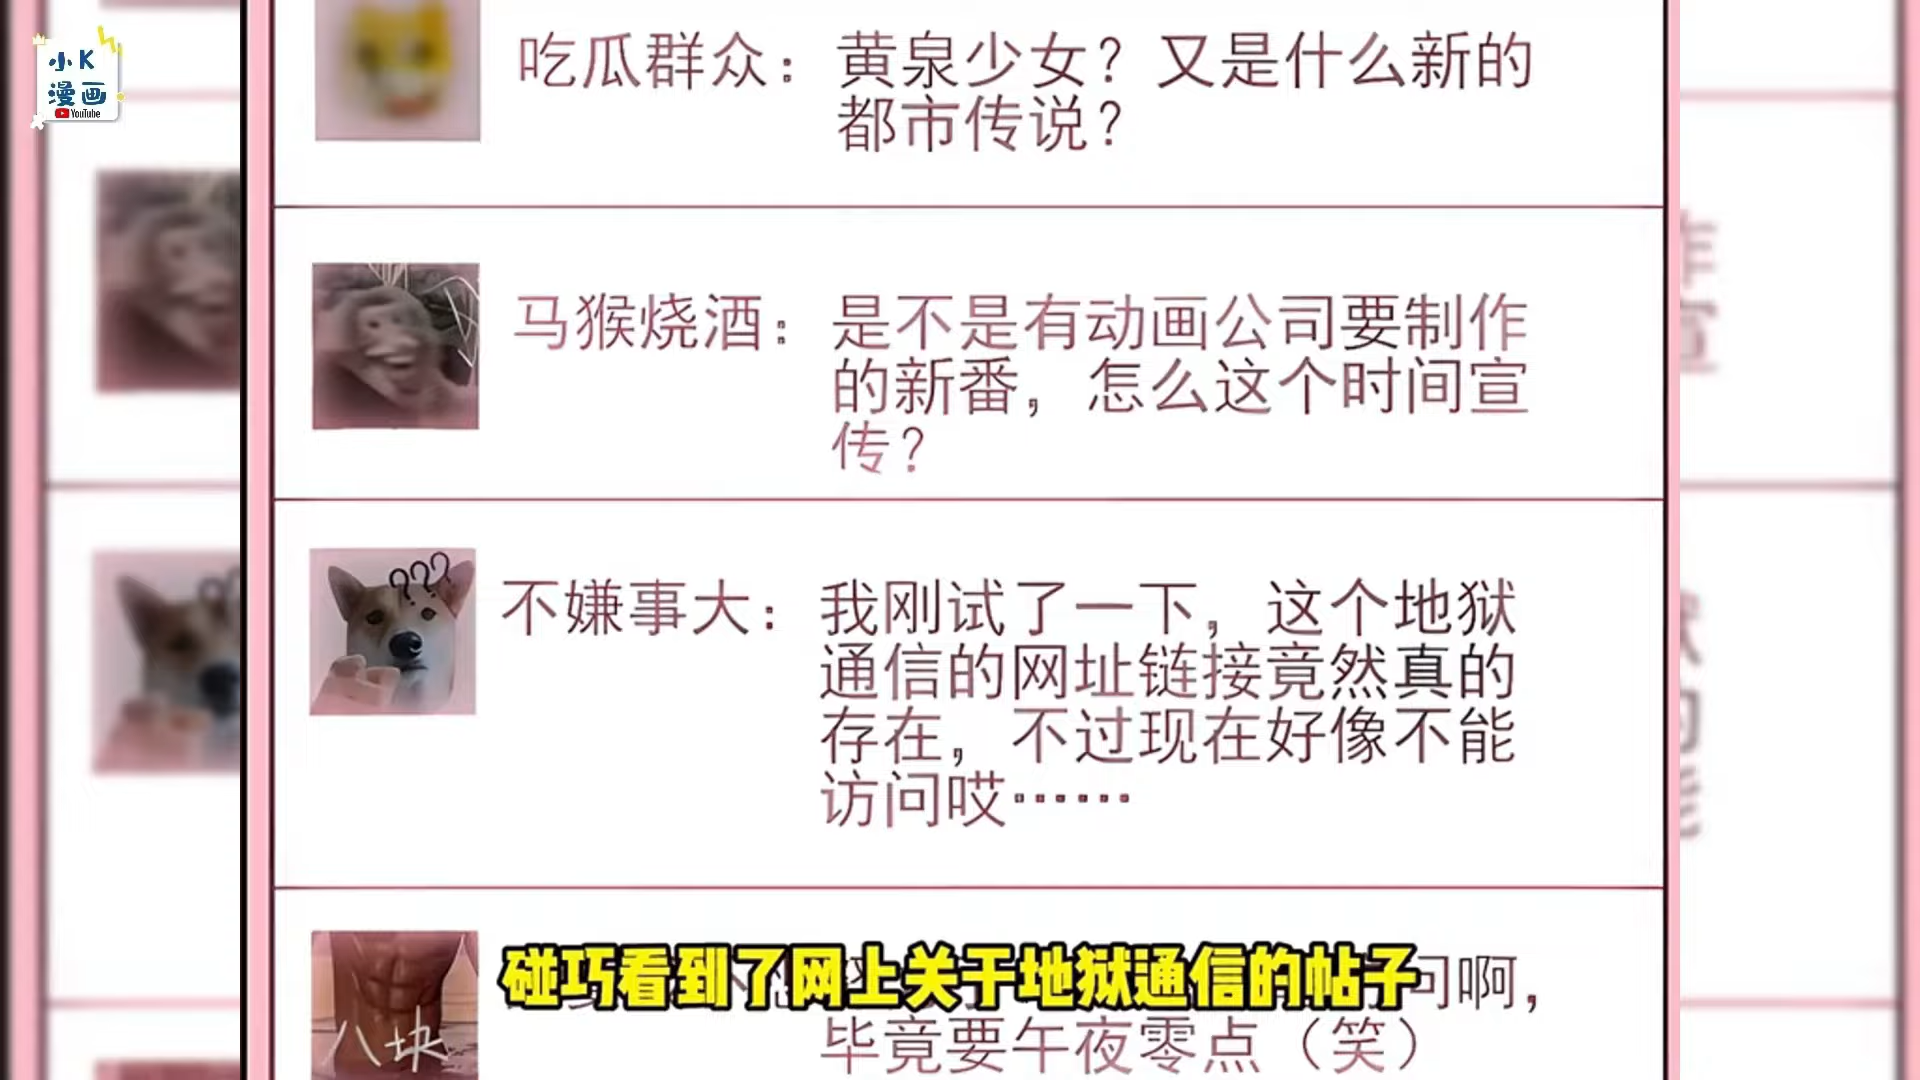 小K
漫画
YouTube
吃瓜群众：黄泉少女？又是什么新的
都市传说？
马猴烧酒：是不是有动画公司要制作
的新番，怎么这个时间宣
传？
???
不嫌事大：我刚试了一下，这个地狱
通信的网址链接竟然真的
存在，不过现在好像不能
访问哎……
八块
碰巧看到了网上关于地狱通信的帖子
问啊，
毕竟要午夜零点（笑）